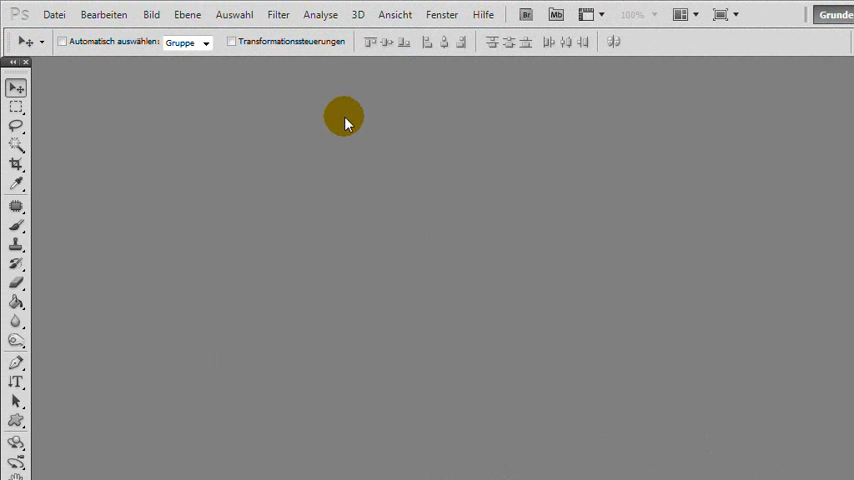 Ps Datei Bearbeiten Bild Ebene Auswahl Filter Analyse 3D Ansicht Fenster Hilfe Br Mb 100% Grunde
Automatisch auswählen: Gruppe Transformationssteuerungen
T